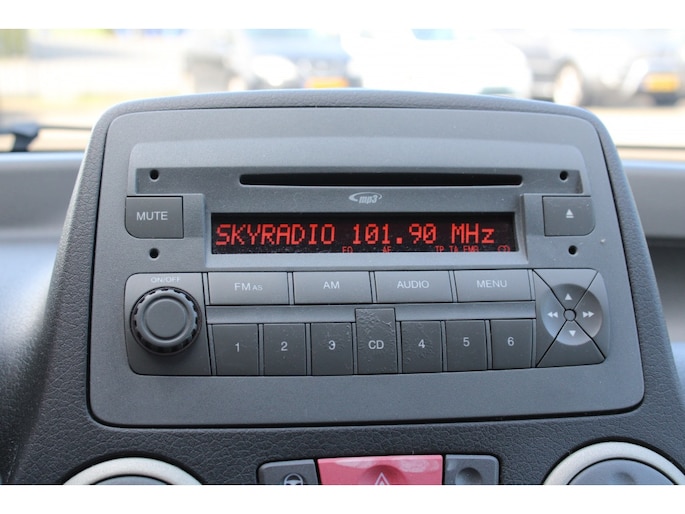 mp3
MUTE
SKYRADIO 101.90 MHz
EQ AF TP TA EMG CD
ON/OFF
FM AS AM AUDIO MENU
1 2 3 CD 4 5 6